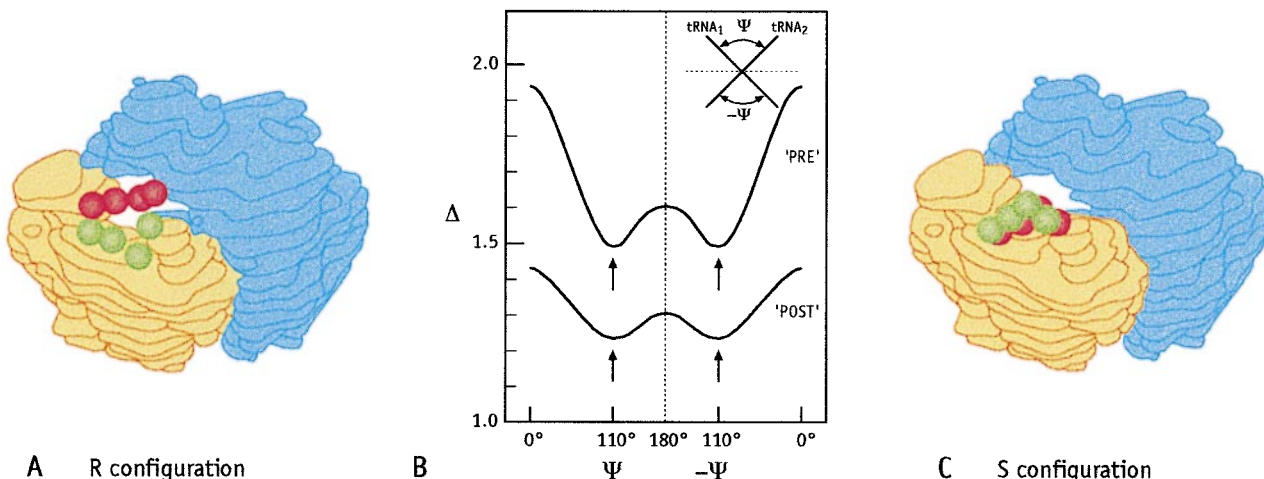 tRNA₁ Ψ tRNA₂
-Ψ
2.0
'PRE'
Δ
1.5
'POST'
1.0
0° 110° 180° 110° 0°
Ψ -Ψ
A R configuration
B
C S configuration